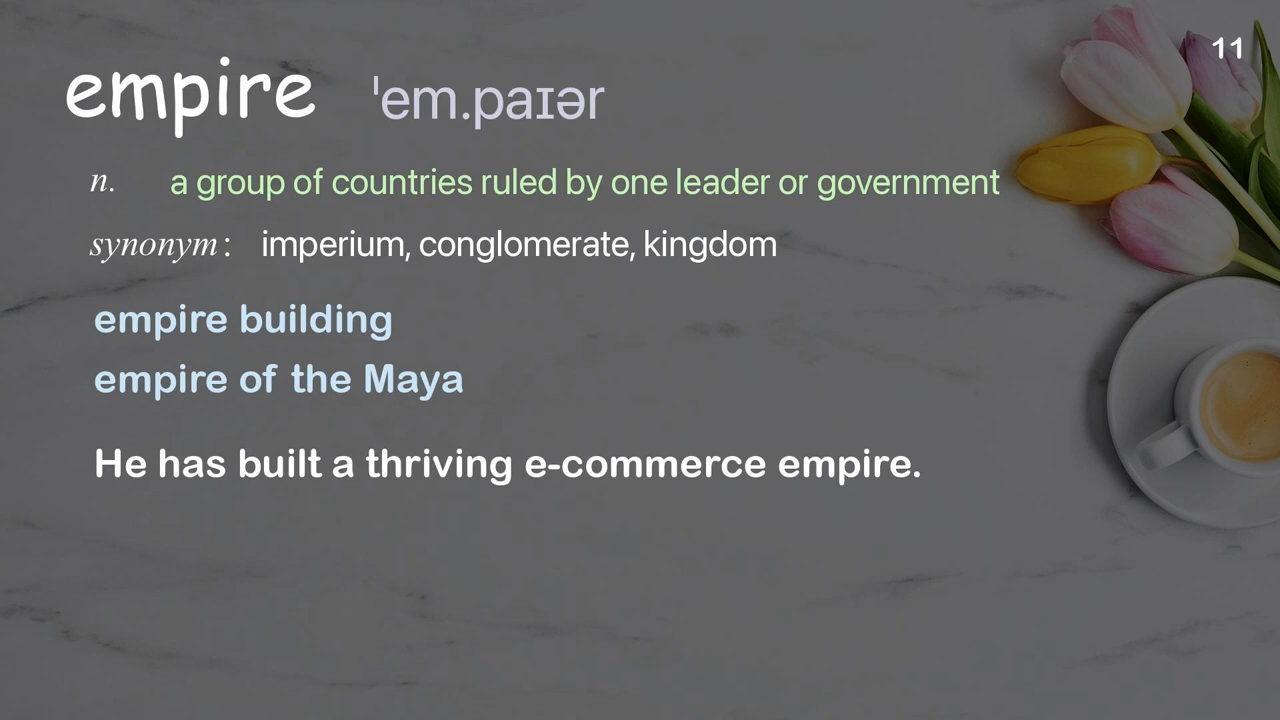 11
empire ˈem.paɪər
n. a group of countries ruled by one leader or government
synonym: imperium, conglomerate, kingdom
empire building
empire of the Maya
He has built a thriving e-commerce empire.